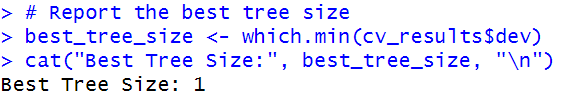 > # Report the best tree size
> best_tree_size <- which.min(cv_results$dev)
> cat("Best Tree Size:", best_tree_size, "\n")
Best Tree Size: 1